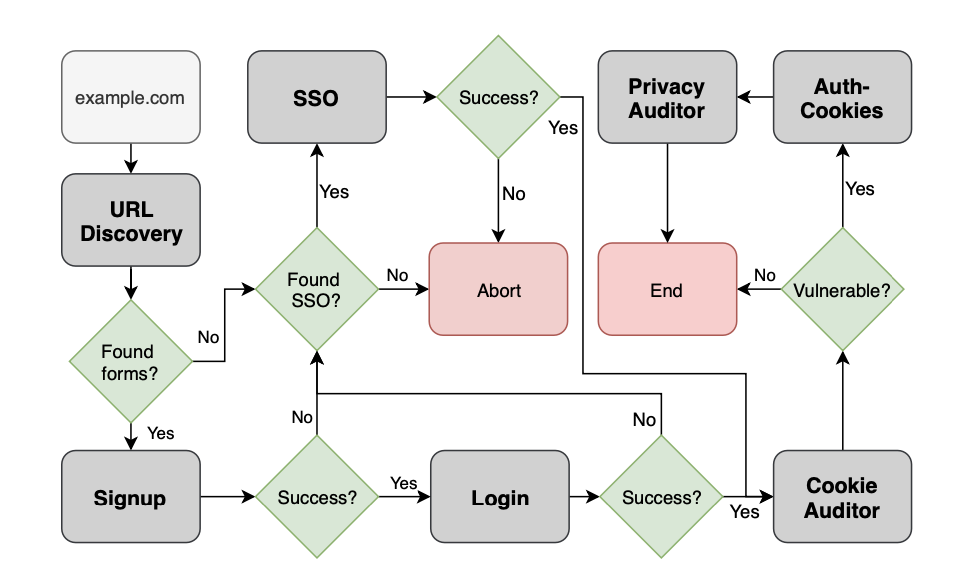 example.com
URL
Discovery
Found
forms?
No
Yes
Signup
Success?
No
Yes
Login
Success?
No
Yes
Found
SSO?
No
Yes
SSO
Success?
Yes
No
Abort
Cookie
Auditor
Vulnerable?
No
Yes
Auth-
Cookies
Privacy
Auditor
End